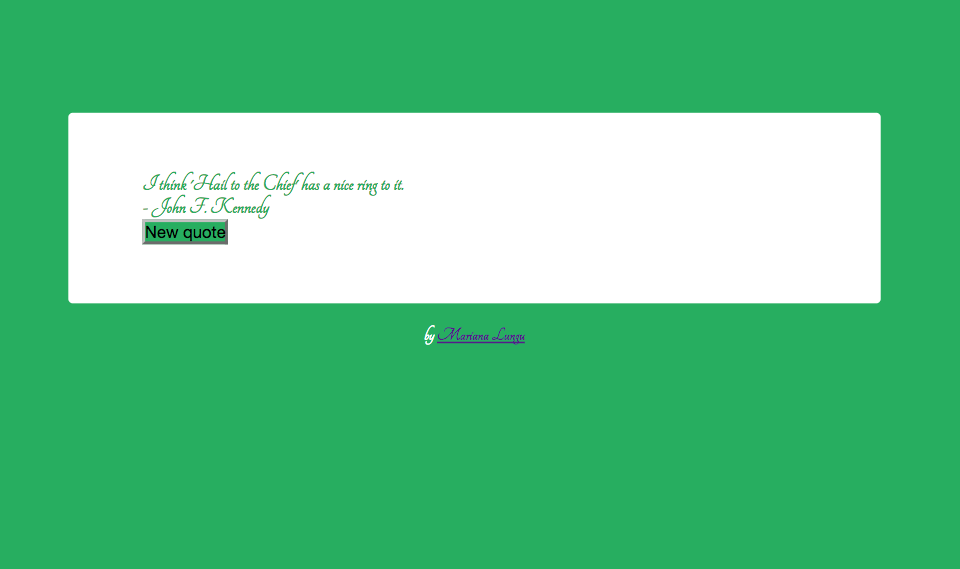 I think 'Hail to the Chief' has a nice ring to it.
- John F. Kennedy
New quote
by Mariana Lungu